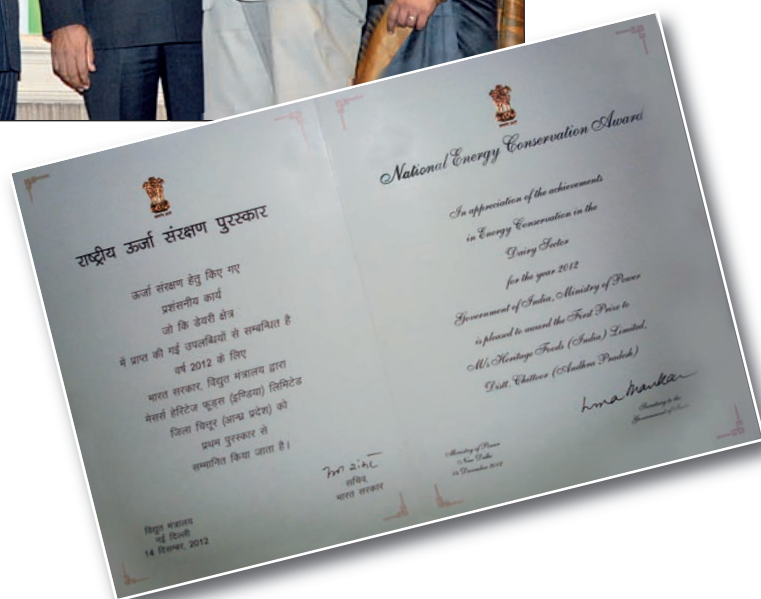 राष्ट्रीय ऊर्जा संरक्षण पुरस्कार
ऊर्जा संरक्षण हेतु किए गए
प्रशंसनीय कार्य
जो कि डेयरी क्षेत्र
में प्राप्त की गई उपलब्धियों से सम्बन्धित है
वर्ष 2012 के लिए
भारत सरकार, विद्युत मंत्रालय द्वारा
मेसर्स हेरिटेज फूड्स (इण्डिया) लिमिटेड
जिला चित्तूर (आन्ध्र प्रदेश) को
प्रथम पुरस्कार से
सम्मानित किया जाता है।
सचिव
भारत सरकार
विद्युत मंत्रालय
नई दिल्ली
14 दिसम्बर, 2012
National Energy Conservation Award
In appreciation of the achievements
in Energy Conservation in the
Dairy Sector
for the year 2012
Government of India, Ministry of Power
is pleased to award the First Prize to
M/s Heritage Foods (India) Limited,
Distt. Chittoor (Andhra Pradesh)
Secretary to the
Government of India
Ministry of Power
New Delhi
14 December 2012